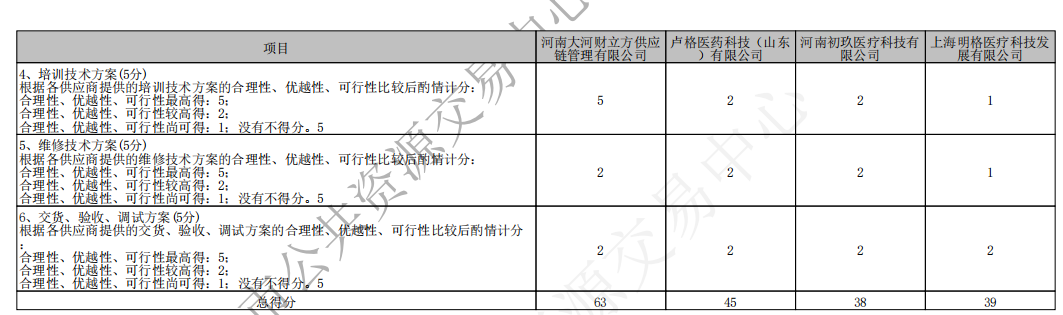 项目
河南大河财立方供应
链管理有限公司
卢格医药科技（山东
）有限公司
河南初玖医疗科技有
限公司
上海明格医疗科技发
展有限公司
4、培训技术方案(5分)
根据各供应商提供的培训技术方案的合理性、优越性、可行性比较后酌情计分：
合理性、优越性、可行性最高得：5；
合理性、优越性、可行性较高得：2；
合理性、优越性、可行性尚可得：1；没有不得分。5
5
2
2
1
5、维修技术方案(5分)
根据各供应商提供的维修技术方案的合理性、优越性、可行性比较后酌情计分：
合理性、优越性、可行性最高得：5；
合理性、优越性、可行性较高得：2；
合理性、优越性、可行性尚可得：1；没有不得分。5
2
2
2
1
6、交货、验收、调试方案(5分)
根据各供应商提供的交货、验收、调试方案的合理性、优越性、可行性比较后酌情计分
：
合理性、优越性、可行性最高得：5；
合理性、优越性、可行性较高得：2；
合理性、优越性、可行性尚可得：1；没有不得分。5
2
2
2
2
总得分
63
45
38
39
市公共资源交易中心
源交易中心